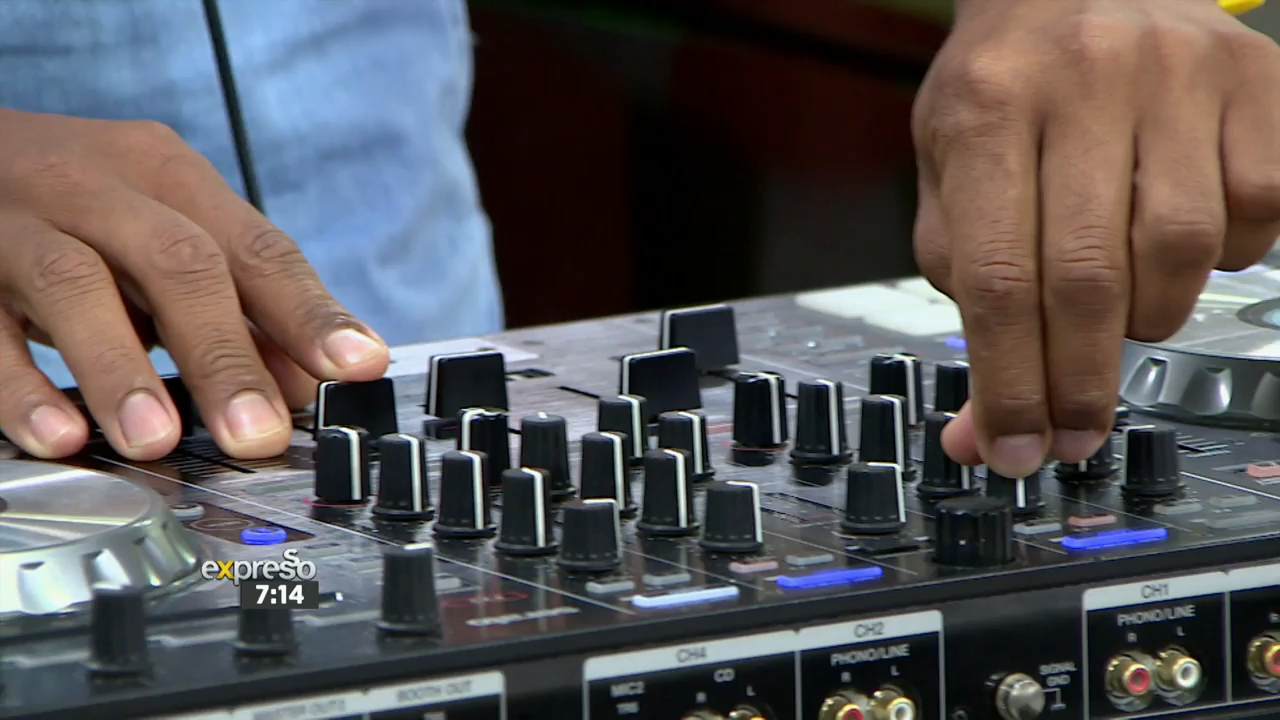 expresso
7:14
CH1
PHONO/LINE
R L
CH2
PHONO/LINE
R L
SIGNAL
GND
CH4
CD
R L
MIC2
BOOTH OUT